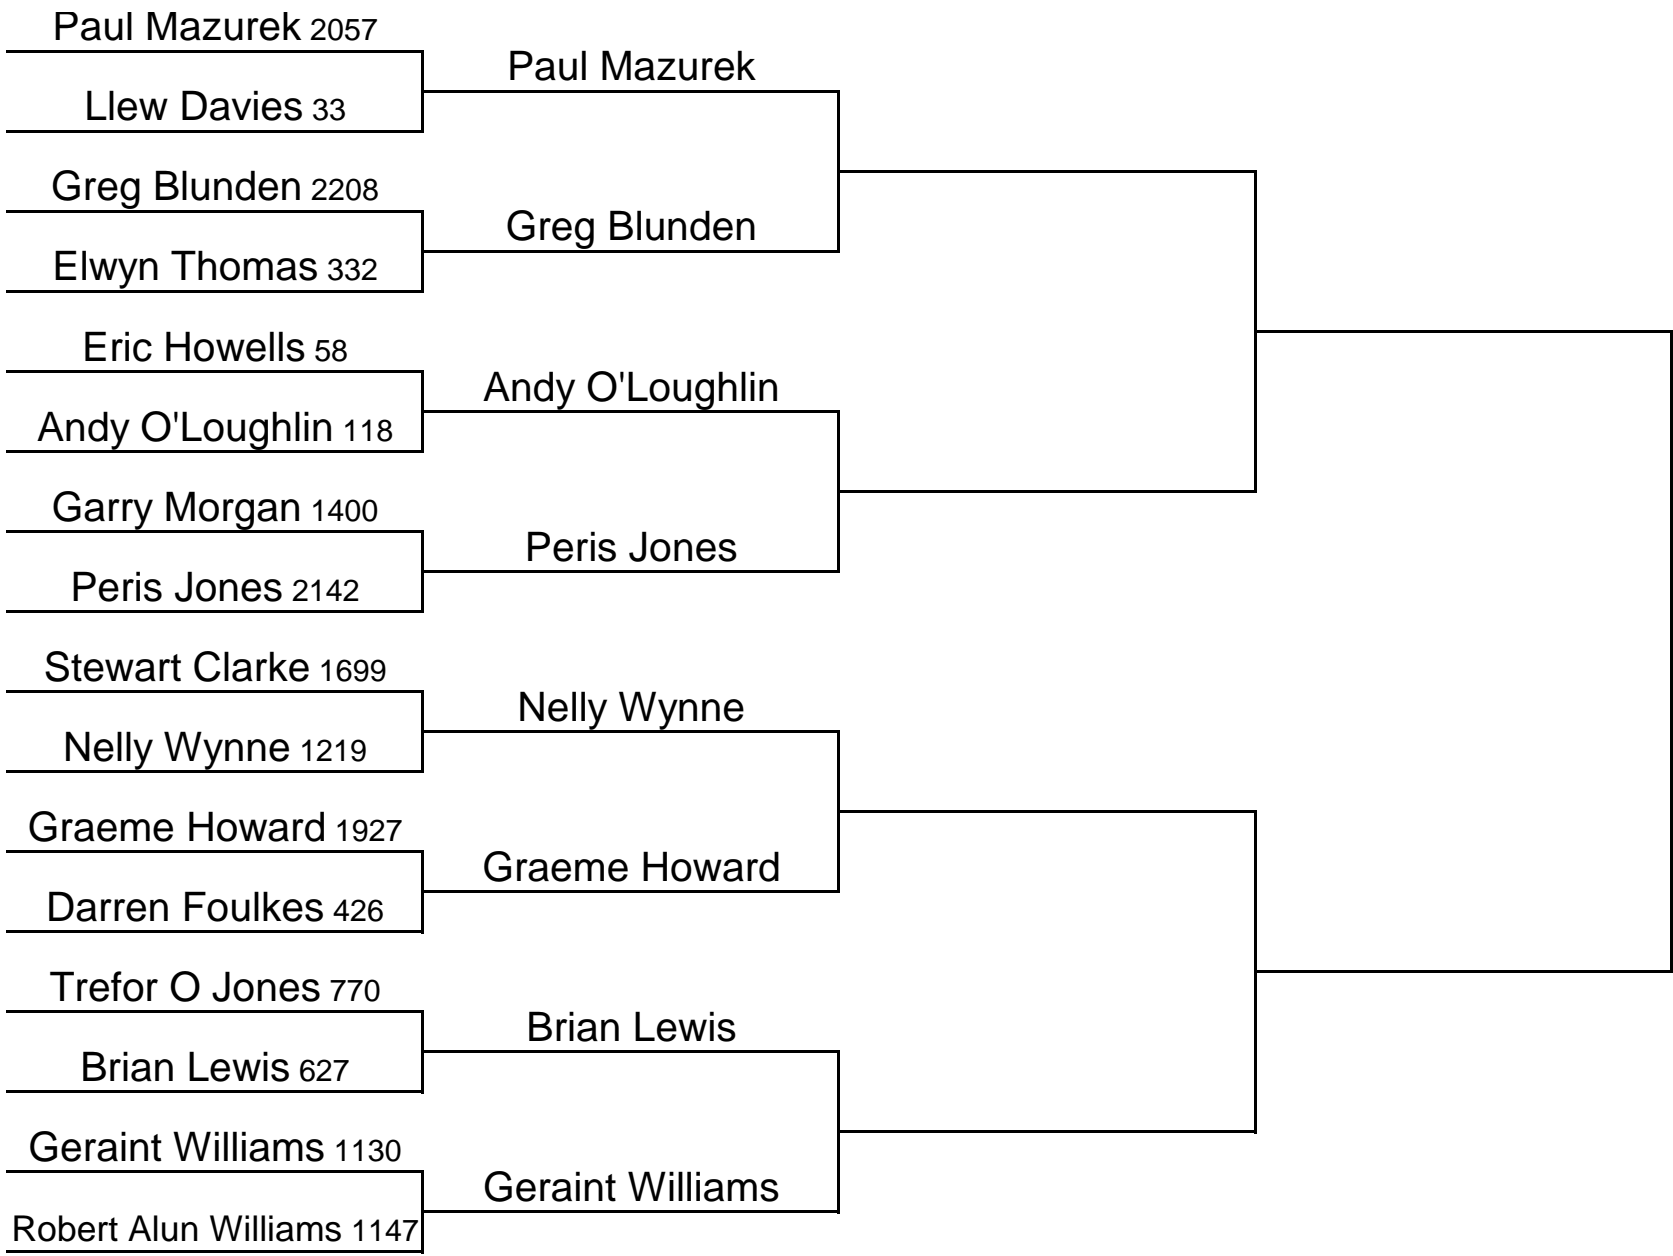 Paul Mazurek 2057
Llew Davies 33
Greg Blunden 2208
Elwyn Thomas 332
Eric Howells 58
Andy O'Loughlin 118
Garry Morgan 1400
Peris Jones 2142
Stewart Clarke 1699
Nelly Wynne 1219
Graeme Howard 1927
Darren Foulkes 426
Trefor O Jones 770
Brian Lewis 627
Geraint Williams 1130
Robert Alun Williams 1147
Paul Mazurek
Greg Blunden
Andy O'Loughlin
Peris Jones
Nelly Wynne
Graeme Howard
Brian Lewis
Geraint Williams